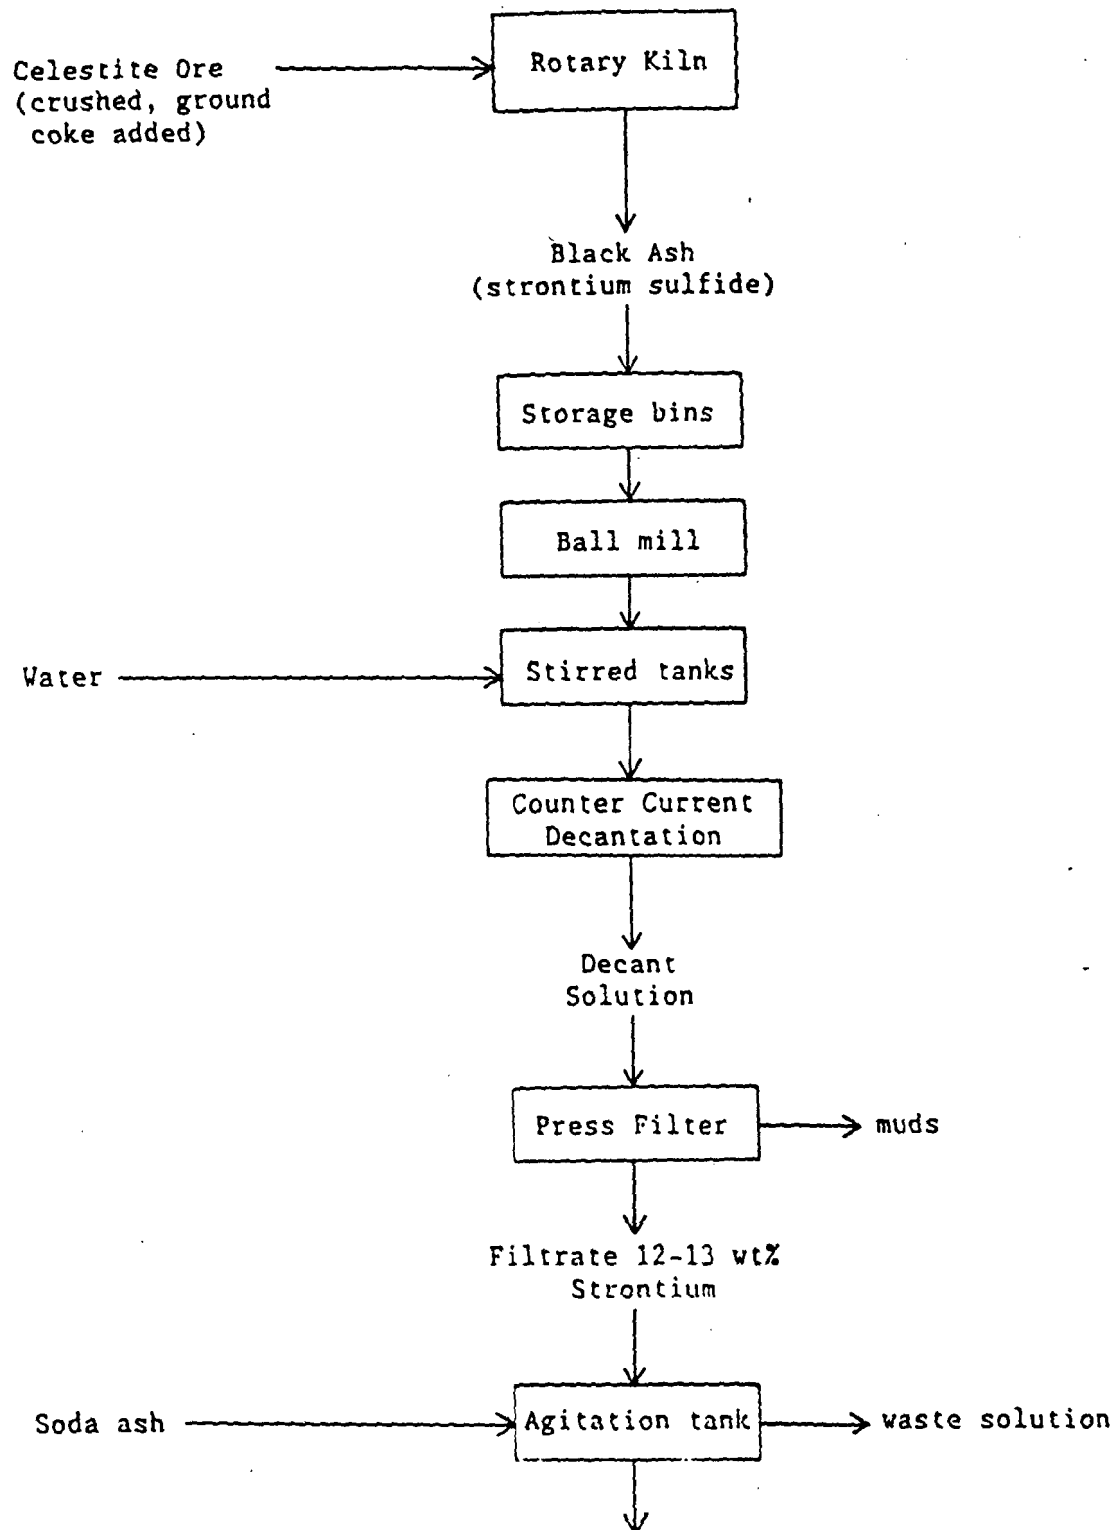 Rotary Kiln
Celestite Ore
(crushed, ground
coke added)
Black Ash
(strontium sulfide)
Storage bins
Ball mill
Water
Stirred tanks
Counter Current
Decantation
Decant
Solution
Press Filter
muds
Filtrate 12-13 wt%
Strontium
Soda ash
Agitation tank
waste solution